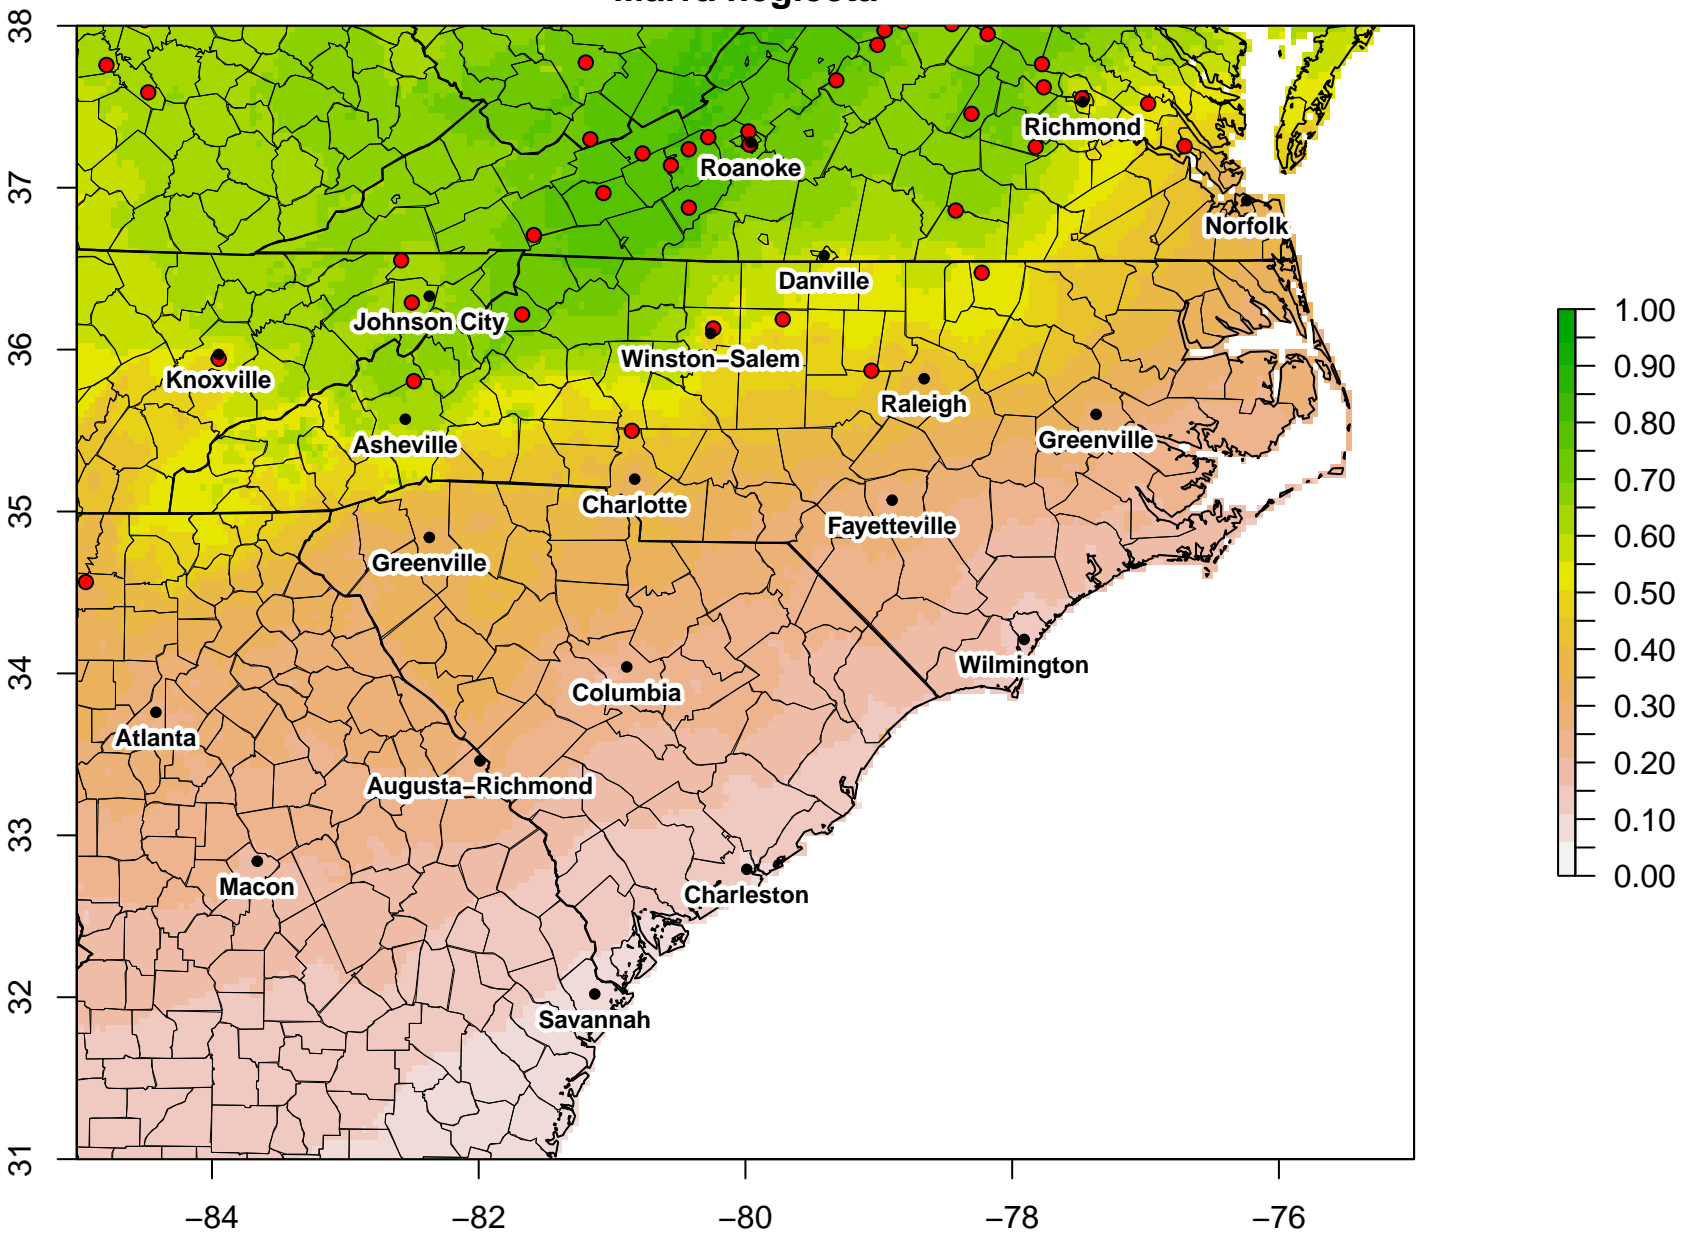 38
37
36
35
34
33
32
31
Richmond
Roanoke
Norfolk
Danville
Johnson City
Winston–Salem
Knoxville
Raleigh
Asheville
Greenville
Charlotte
Fayetteville
Greenville
Wilmington
Columbia
Atlanta
Augusta–Richmond
Macon
Charleston
Savannah
−84
−82
−80
−78
−76
1.00
0.90
0.80
0.70
0.60
0.50
0.40
0.30
0.20
0.10
0.00